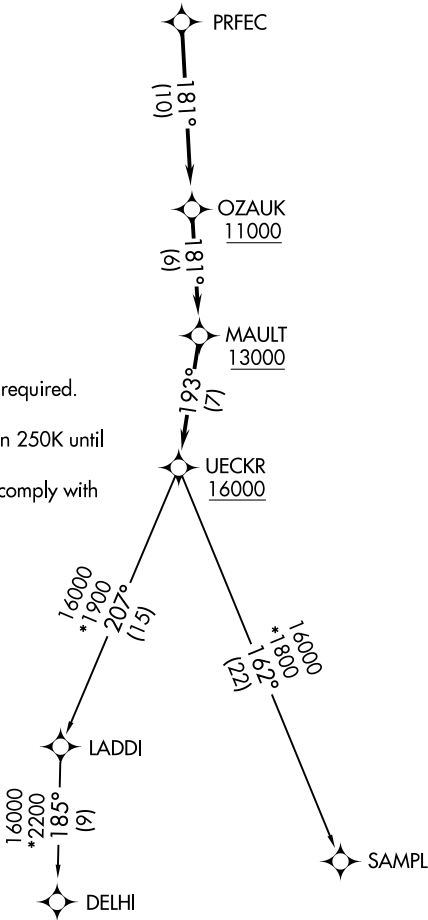 PRFEC
181°
(10)
OZAUK
11000
181°
(6)
MAULT
13000
required.
193°
(7)
n 250K until
UECKR
16000
comply with
16000
*1900
207°
(15)
16000
*1800
162°
(22)
LADDI
16000
*2200
185°
(9)
SAMPL
DELHI